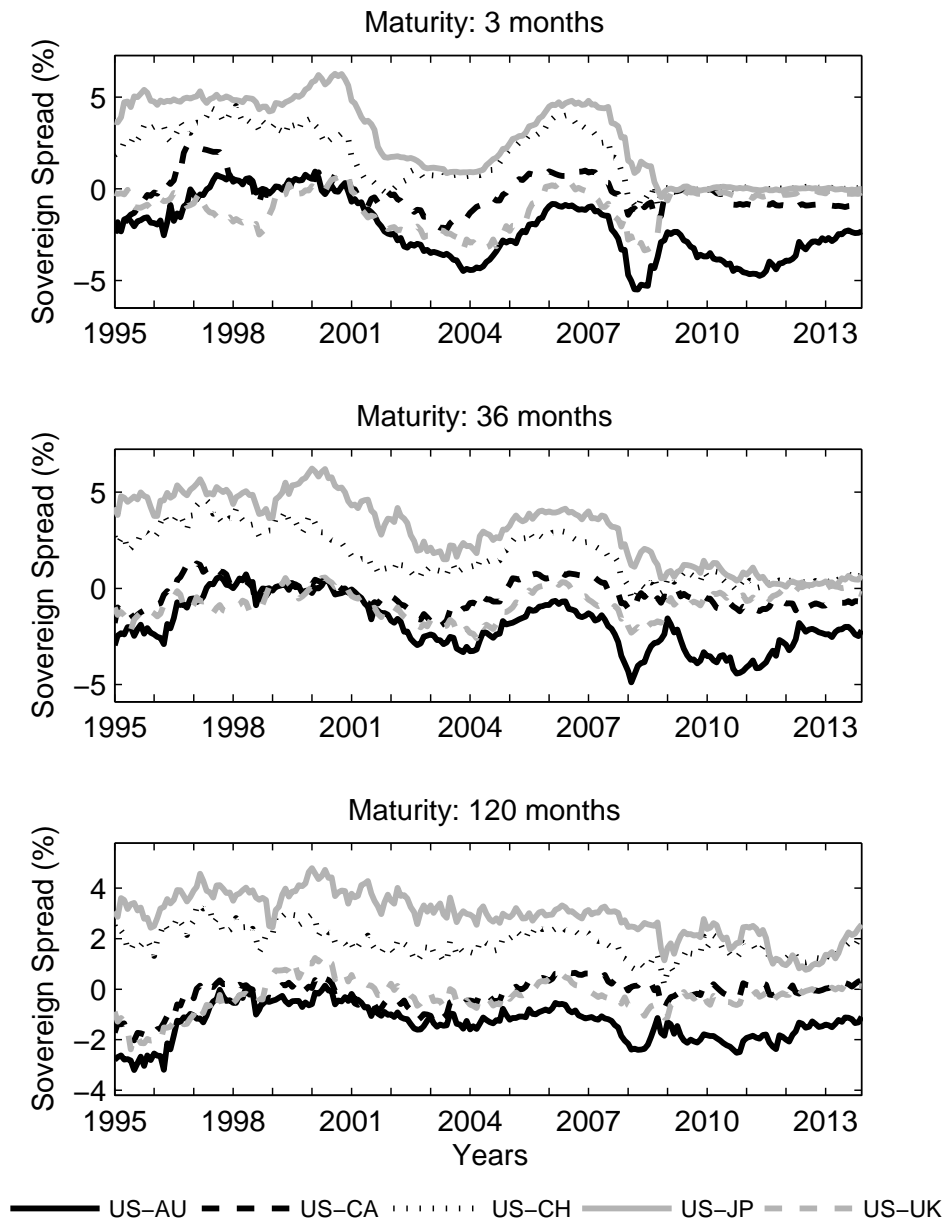 Maturity: 3 months
Sovereign Spread (%)
5
0
−5
1995 1998 2001 2004 2007 2010 2013
Maturity: 36 months
Sovereign Spread (%)
5
0
−5
1995 1998 2001 2004 2007 2010 2013
Maturity: 120 months
Sovereign Spread (%)
4
2
0
−2
−4
1995 1998 2001 2004 2007 2010 2013
Years
US−AU US−CA US−CH US−JP US−UK